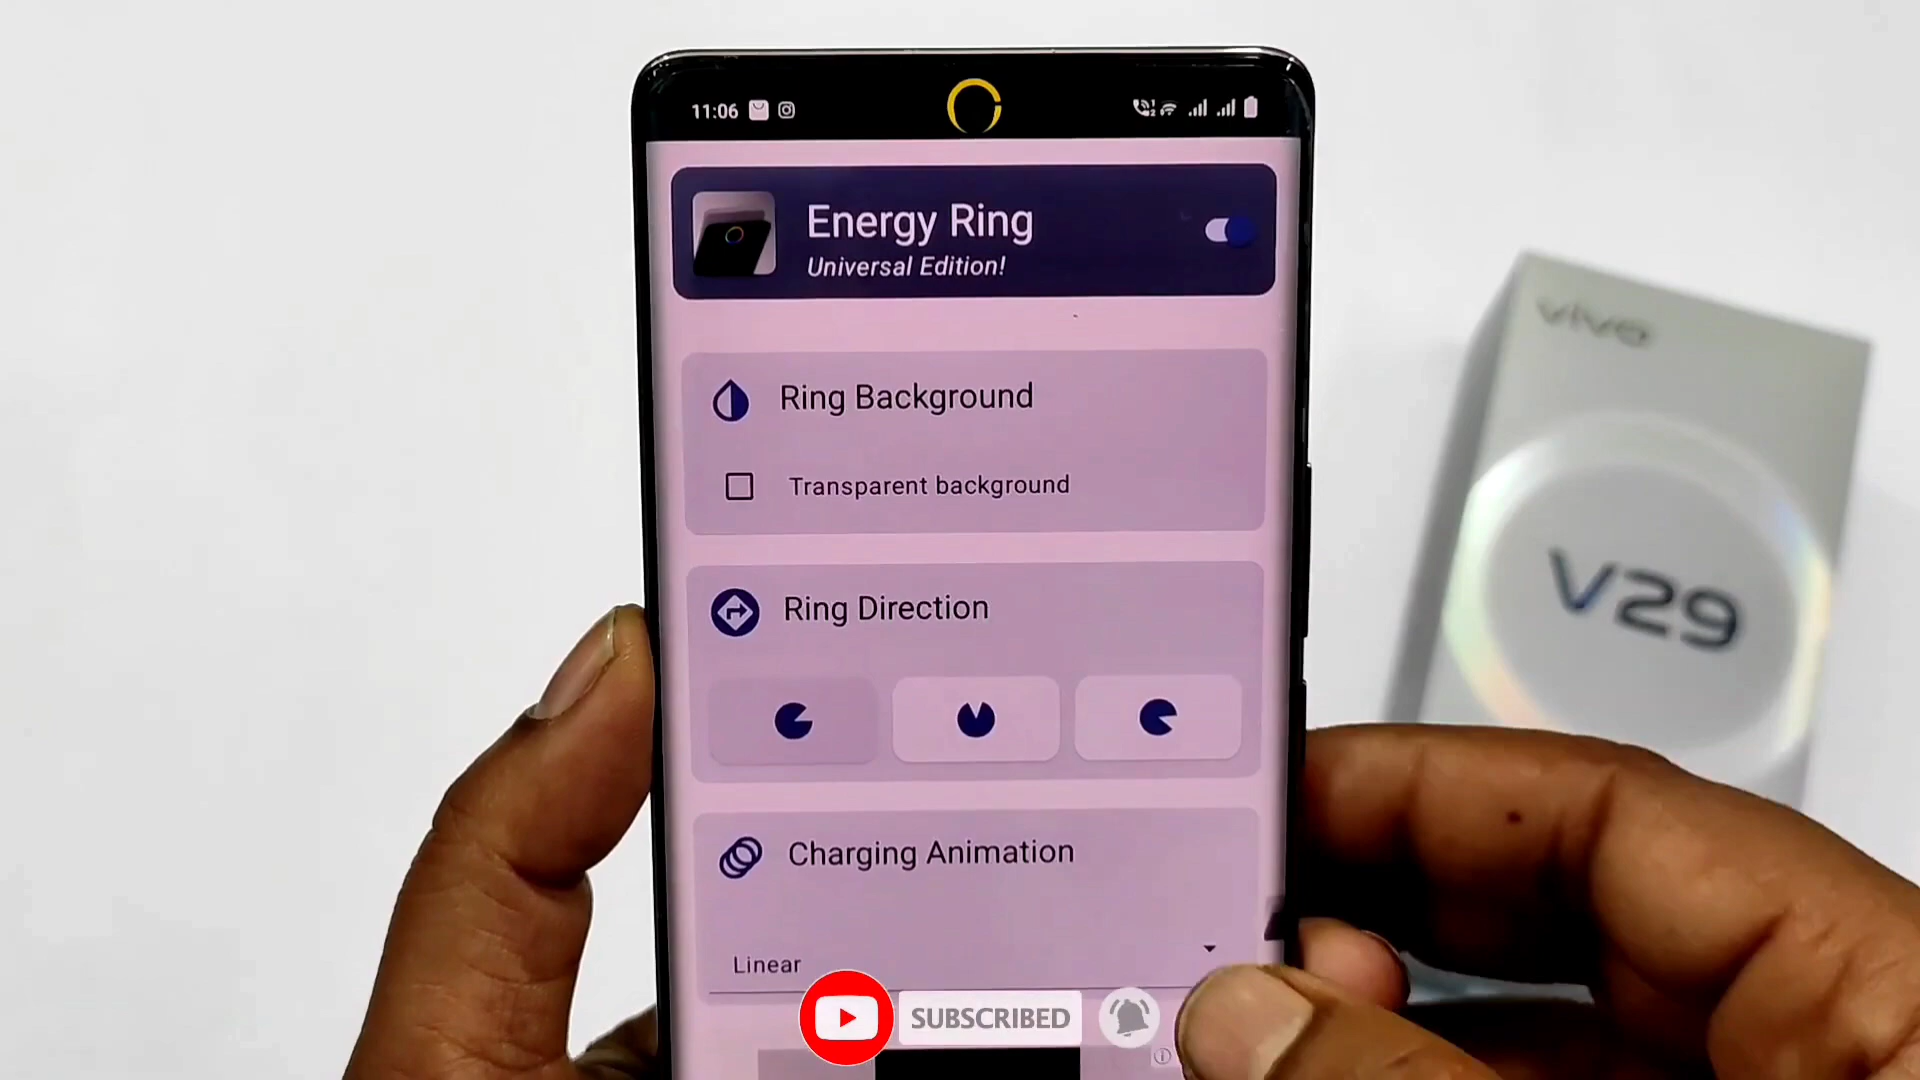 11:06
Energy Ring
Universal Edition!
Ring Background
Transparent background
Ring Direction
Charging Animation
Linear
SUBSCRIBED
vivo
V29